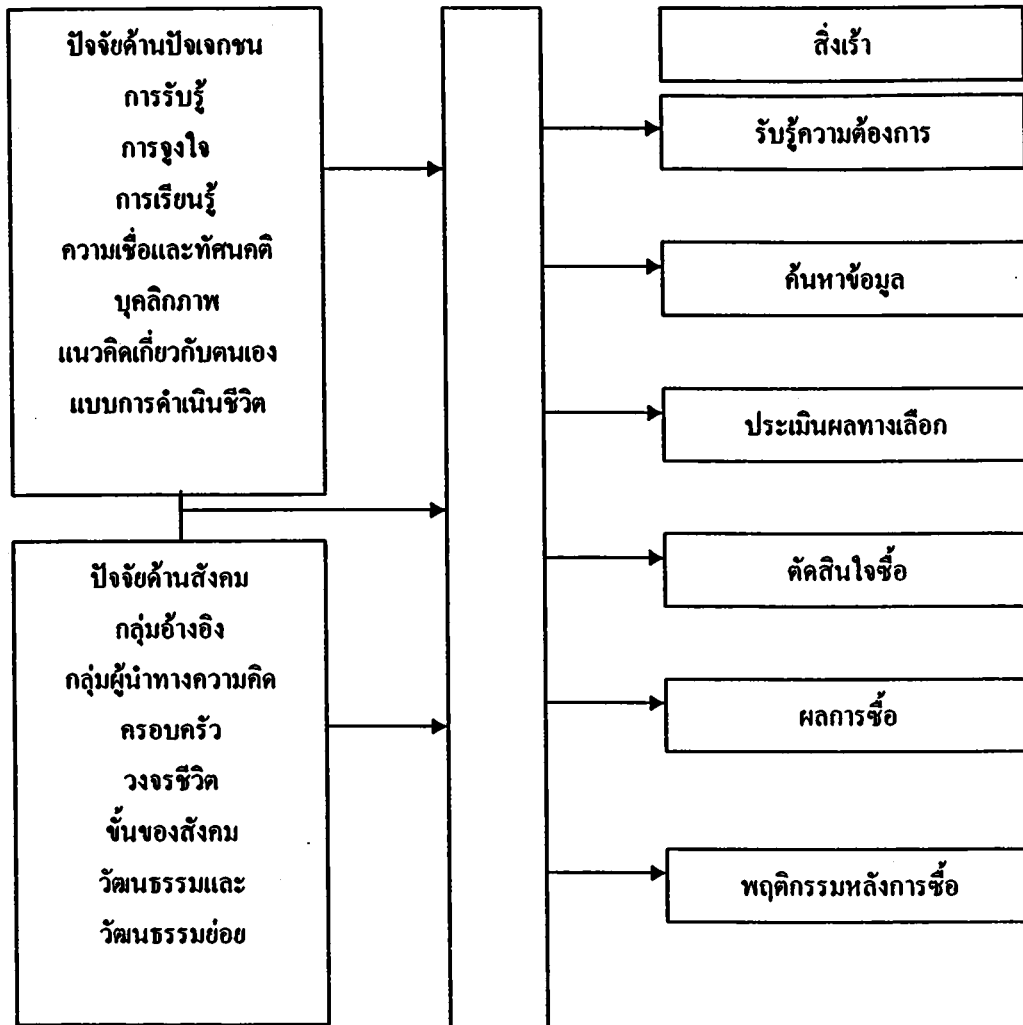 ปัจจัยด้านปัจเจกชน
การรับรู้
การจูงใจ
การเรียนรู้
ความเชื่อและทัศนคติ
บุคลิกภาพ
แนวคิดเกี่ยวกับตนเอง
แบบการดำเนินชีวิต
ปัจจัยด้านสังคม
กลุ่มอ้างอิง
กลุ่มผู้นำทางความคิด
ครอบครัว
วงจรชีวิต
ขั้นของสังคม
วัฒนธรรมและ
วัฒนธรรมย่อย
สิ่งเร้า
รับรู้ความต้องการ
ค้นหาข้อมูล
ประเมินผลทางเลือก
ตัดสินใจซื้อ
ผลการซื้อ
พฤติกรรมหลังการซื้อ